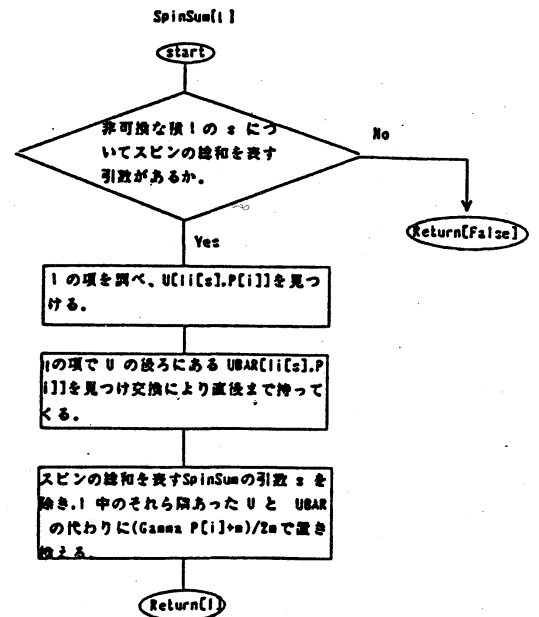 SpinSum[l]
start
非可換な積 l の s につ
いてスピンの総和を表す
引数があるか。
No
Return[False]
Yes
l の項を調べ、U[li[s],P[i]]を見つ
ける。
lの項で U の後ろにある UBAR[li[s],P
i]]を見つけ交換により直後まで持って
くる。
スピンの総和を表すSpinSumの引数 s を
除き、l 中のそれら隣あった U と UBAR
の代わりに(Gamma P[i]+m)/2mで置き
換える。
Return[l]